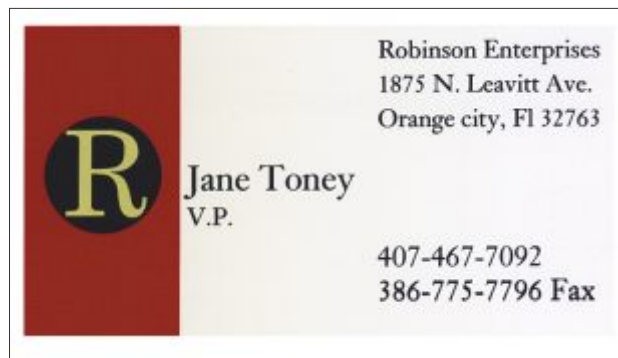 R
Jane Toney
V.P.
Robinson Enterprises
1875 N. Leavitt Ave.
Orange city, Fl 32763
407-467-7092
386-775-7796 Fax